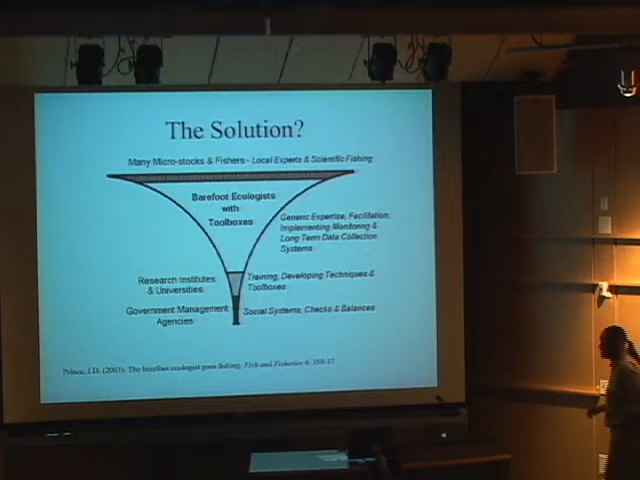 The Solution?
Many Micro-stocks & Fishers - Local Experts & Scientific Fishing
Barefoot Ecologists
with
Toolboxes
Generic Expertise; Facilitation;
Implementing Monitoring &
Long Term Data Collection
Systems
Research Institutes
& Universities
Training, Developing Techniques &
Toolboxes
Government Management
Agencies
Social Systems; Checks & Balances
Prince, J.D. (2003). The barefoot ecologist goes fishing. Fish and Fisheries